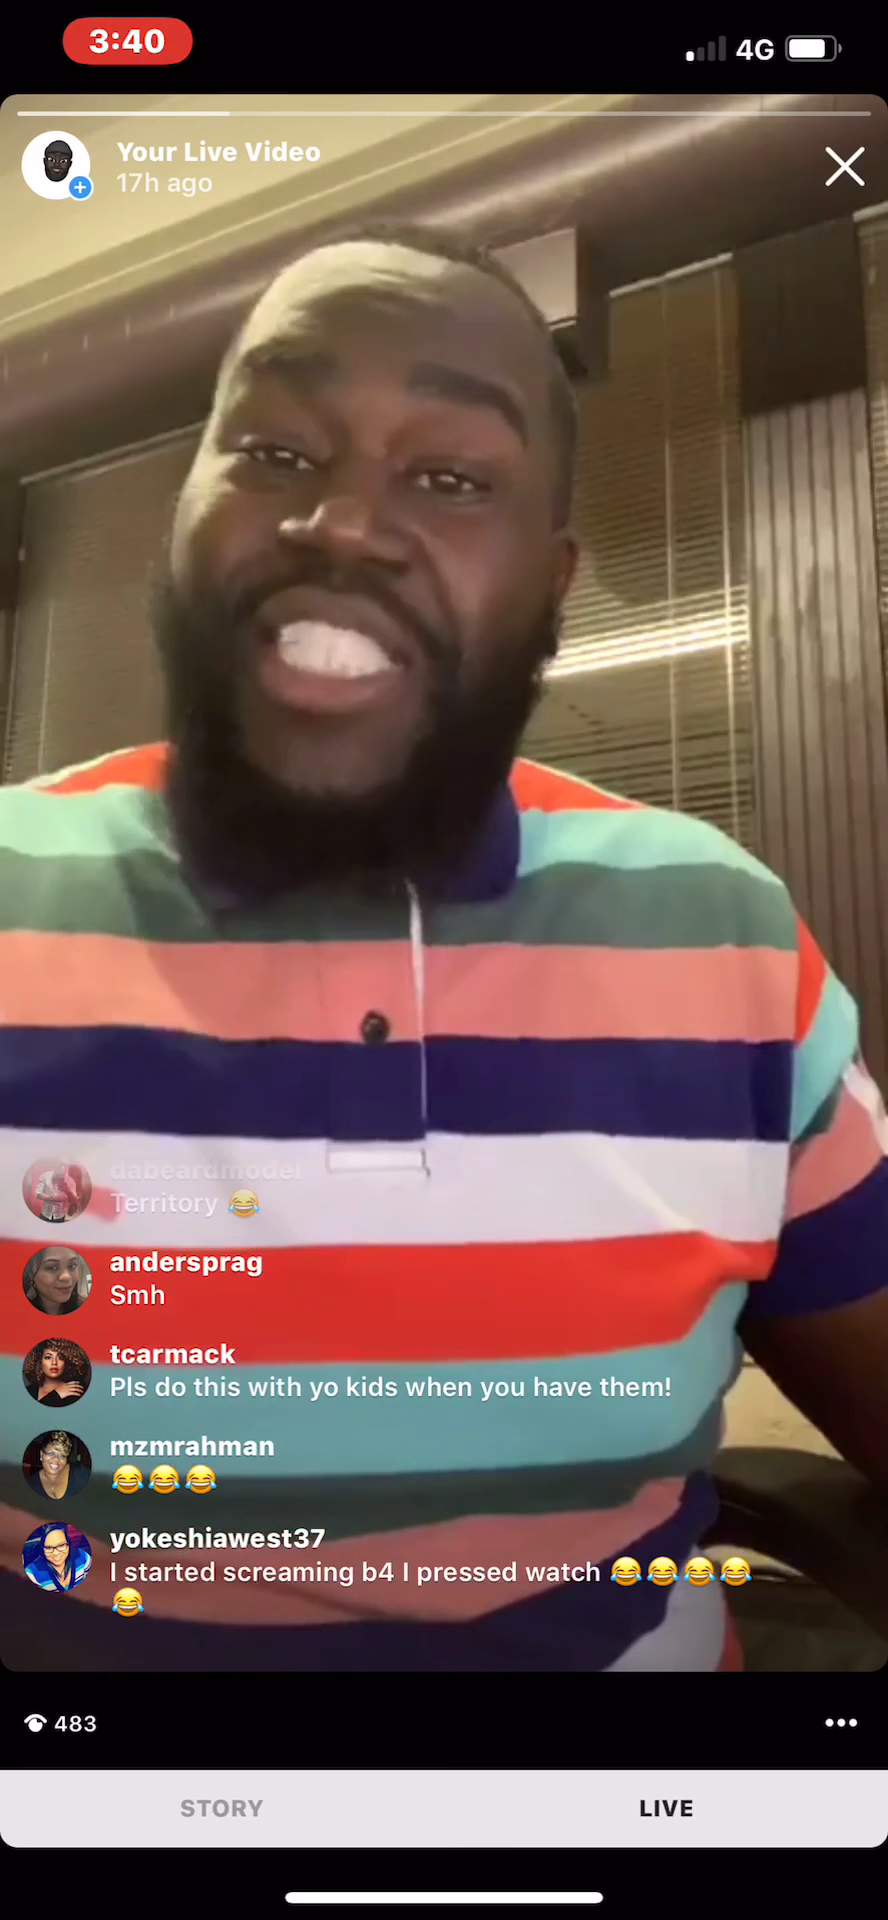 3:40
4G
Your Live Video
17h ago
dabeardmodel
Territory 😂
andersprag
Smh
tcarmack
Pls do this with yo kids when you have them!
mzmrahman
😂😂😂
yokeshiawest37
I started screaming b4 I pressed watch 😂😂😂😂
😂
483
STORY
LIVE